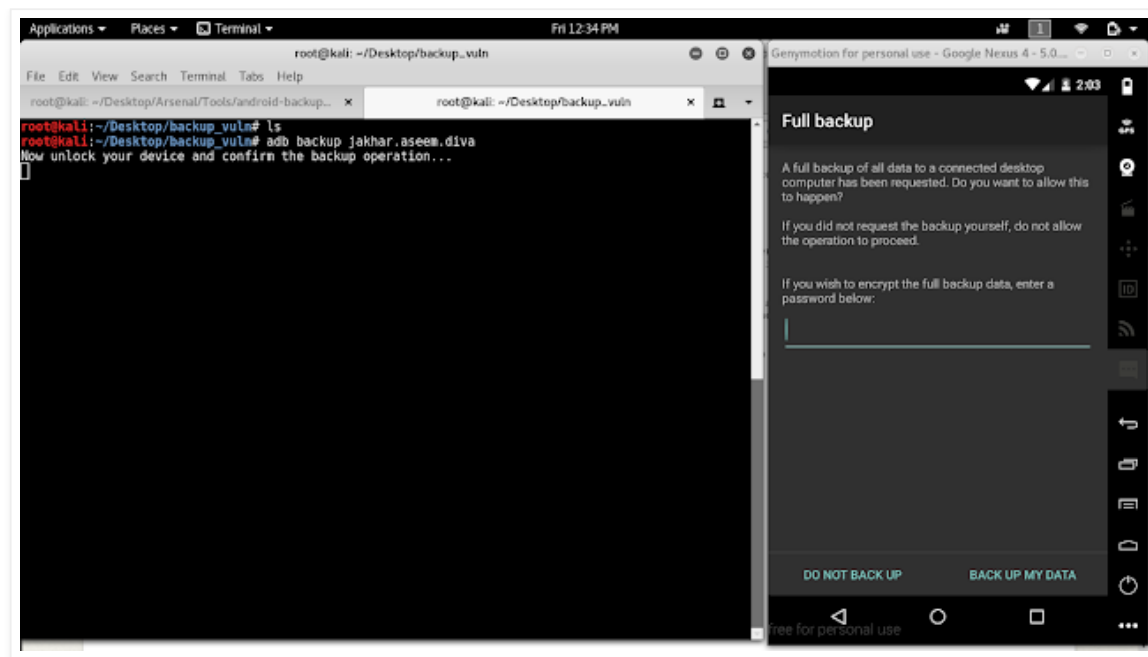 Applications Places Terminal Fri 12:34 PM 1
root@kali: ~/Desktop/backup_vuln
File Edit View Search Terminal Tabs Help
root@kali: ~/Desktop/Arsenal/Tools/android-backup... × root@kali: ~/Desktop/backup_vuln ×
root@kali:~/Desktop/backup_vuln# ls
root@kali:~/Desktop/backup_vuln# adb backup jakhar.aseem.diva
Now unlock your device and confirm the backup operation...
Genymotion for personal use - Google Nexus 4 - 5.0...
2:03
Full backup
A full backup of all data to a connected desktop
computer has been requested. Do you want to allow this
to happen?
If you did not request the backup yourself, do not allow
the operation to proceed.
If you wish to encrypt the full backup data, enter a
password below:
DO NOT BACK UP BACK UP MY DATA
free for personal use
GPS
ID